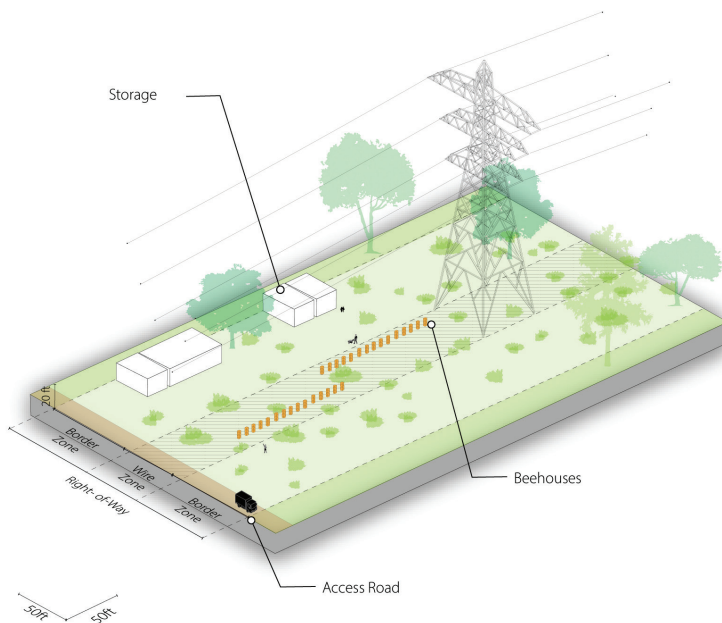 Storage
20 ft
Border
Zone
Wire
Zone
Border
Zone
Right- of-Way
Beehouses
Access Road
50ft
50ft